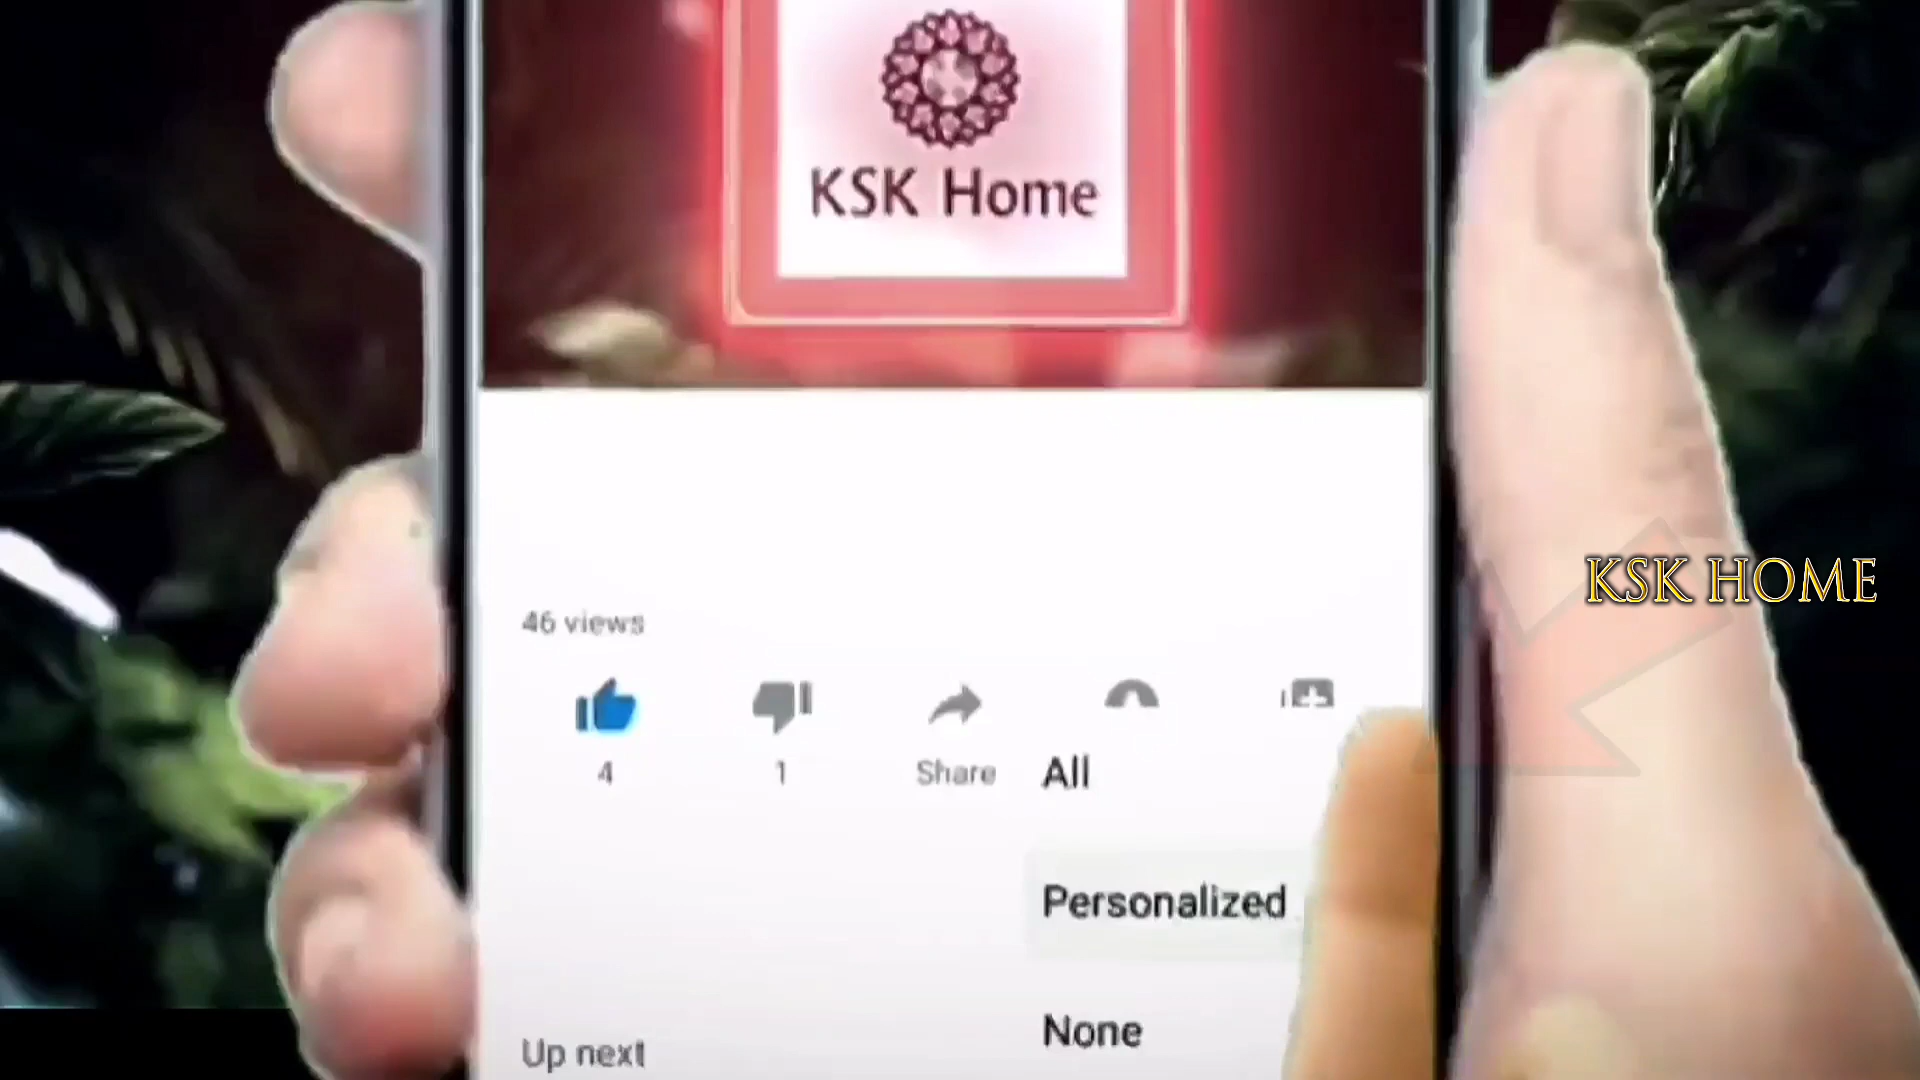 KSK Home
KSK HOME
46 views
4
1
Share
All
Personalized
None
Up next